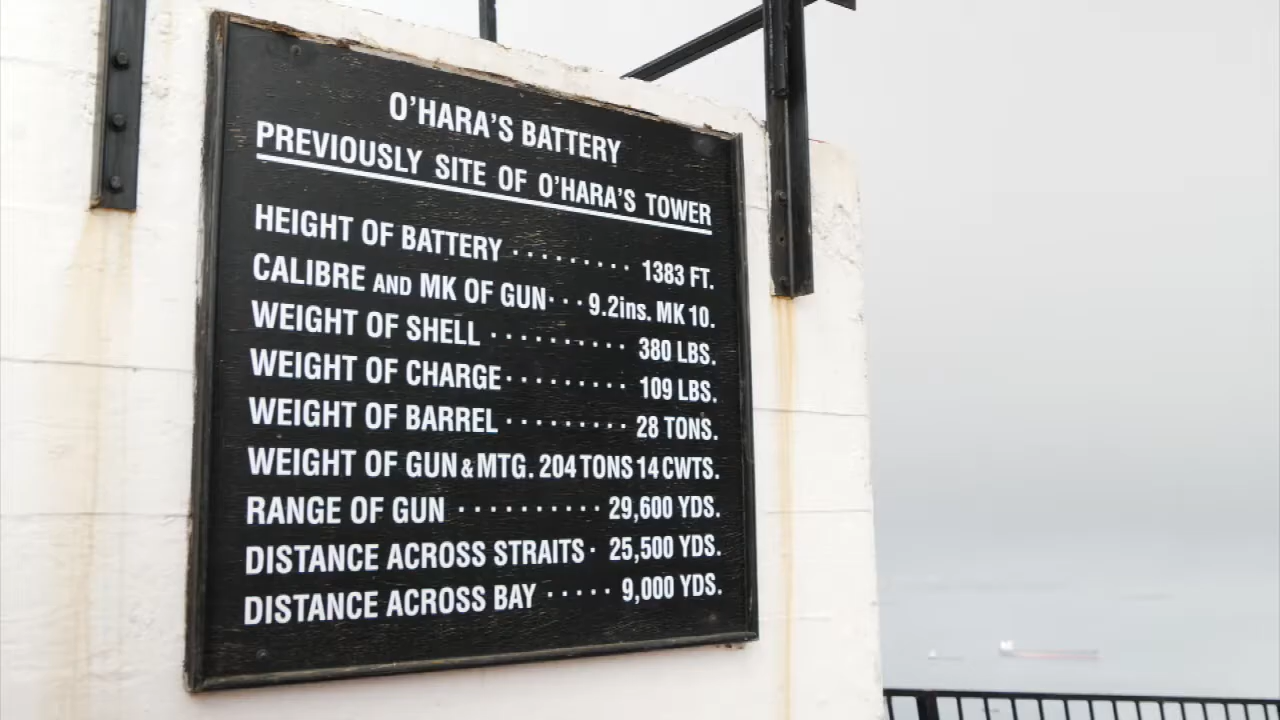 O'HARA'S BATTERY
PREVIOUSLY SITE OF O'HARA'S TOWER
HEIGHT OF BATTERY ········· 1383 FT.
CALIBRE AND MK OF GUN··· 9.2ins. MK 10.
WEIGHT OF SHELL ·········· 380 LBS.
WEIGHT OF CHARGE ········· 109 LBS.
WEIGHT OF BARREL ········· 28 TONS.
WEIGHT OF GUN & MTG. 204 TONS 14 CWTS.
RANGE OF GUN ·········· 29,600 YDS.
DISTANCE ACROSS STRAITS · 25,500 YDS.
DISTANCE ACROSS BAY ····· 9,000 YDS.